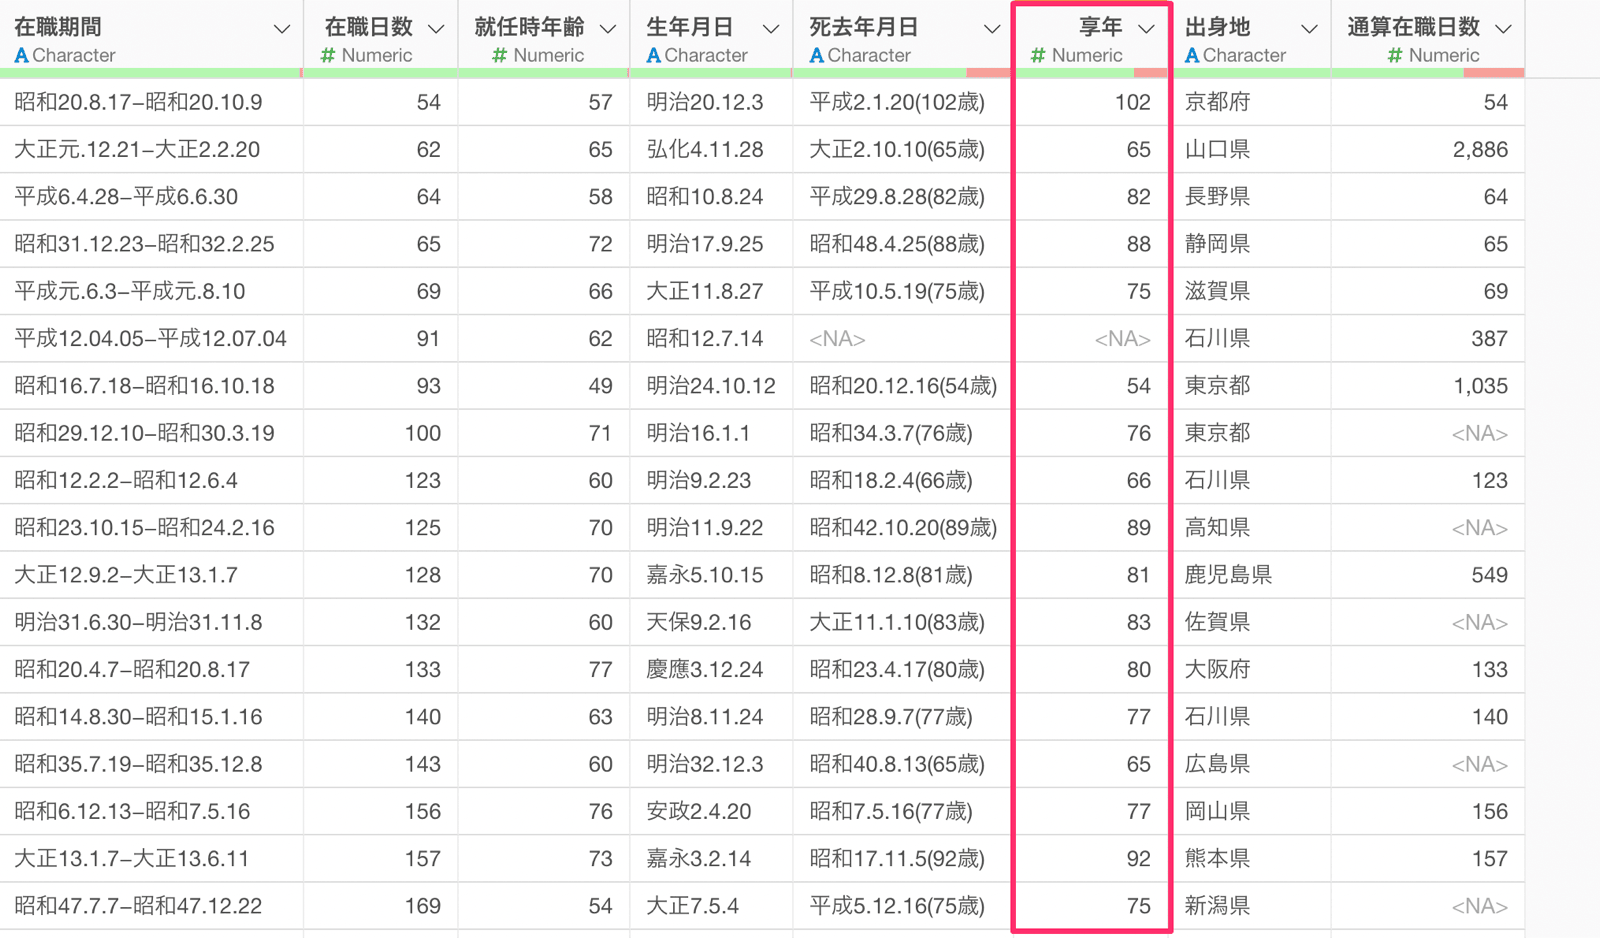 在職期間 在職日数 就任時年齢 生年月日 死去年月日 享年 出身地 通算在職日数
A Character # Numeric # Numeric A Character A Character # Numeric A Character # Numeric
昭和20.8.17–昭和20.10.9 54 57 明治20.12.3 平成2.1.20(102歳) 102 京都府 54
大正元.12.21–大正2.2.20 62 65 弘化4.11.28 大正2.10.10(65歳) 65 山口県 2,886
平成6.4.28–平成6.6.30 64 58 昭和10.8.24 平成29.8.28(82歳) 82 長野県 64
昭和31.12.23–昭和32.2.25 65 72 明治17.9.25 昭和48.4.25(88歳) 88 静岡県 65
平成元.6.3–平成元.8.10 69 66 大正11.8.27 平成10.5.19(75歳) 75 滋賀県 69
平成12.04.05–平成12.07.04 91 62 昭和12.7.14 <NA> <NA> 石川県 387
昭和16.7.18–昭和16.10.18 93 49 明治24.10.12 昭和20.12.16(54歳) 54 東京都 1,035
昭和29.12.10–昭和30.3.19 100 71 明治16.1.1 昭和34.3.7(76歳) 76 東京都 <NA>
昭和12.2.2–昭和12.6.4 123 60 明治9.2.23 昭和18.2.4(66歳) 66 石川県 123
昭和23.10.15–昭和24.2.16 125 70 明治11.9.22 昭和42.10.20(89歳) 89 高知県 <NA>
大正12.9.2–大正13.1.7 128 70 嘉永5.10.15 昭和8.12.8(81歳) 81 鹿児島県 549
明治31.6.30–明治31.11.8 132 60 天保9.2.16 大正11.1.10(83歳) 83 佐賀県 <NA>
昭和20.4.7–昭和20.8.17 133 77 慶應3.12.24 昭和23.4.17(80歳) 80 大阪府 133
昭和14.8.30–昭和15.1.16 140 63 明治8.11.24 昭和28.9.7(77歳) 77 石川県 140
昭和35.7.19–昭和35.12.8 143 60 明治32.12.3 昭和40.8.13(65歳) 65 広島県 <NA>
昭和6.12.13–昭和7.5.16 156 76 安政2.4.20 昭和7.5.16(77歳) 77 岡山県 156
大正13.1.7–大正13.6.11 157 73 嘉永3.2.14 昭和17.11.5(92歳) 92 熊本県 157
昭和47.7.7–昭和47.12.22 169 54 大正7.5.4 平成5.12.16(75歳) 75 新潟県 <NA>